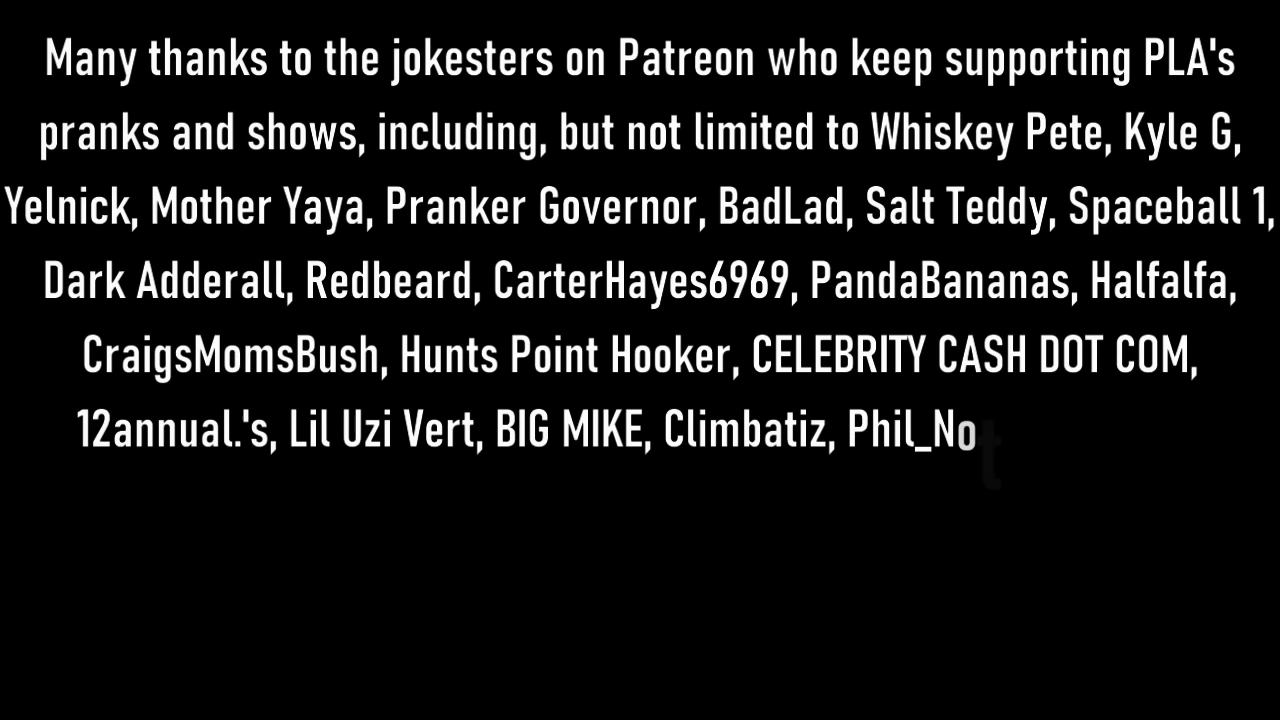 Many thanks to the jokesters on Patreon who keep supporting PLA's
pranks and shows, including, but not limited to Whiskey Pete, Kyle G,
Yelnick, Mother Yaya, Pranker Governor, BadLad, Salt Teddy, Spaceball 1,
Dark Adderall, Redbeard, CarterHayes6969, PandaBananas, Halfalfa,
CraigsMomsBush, Hunts Point Hooker, CELEBRITY CASH DOT COM,
12annual.'s, Lil Uzi Vert, BIG MIKE, Climbatiz, Phil_Not